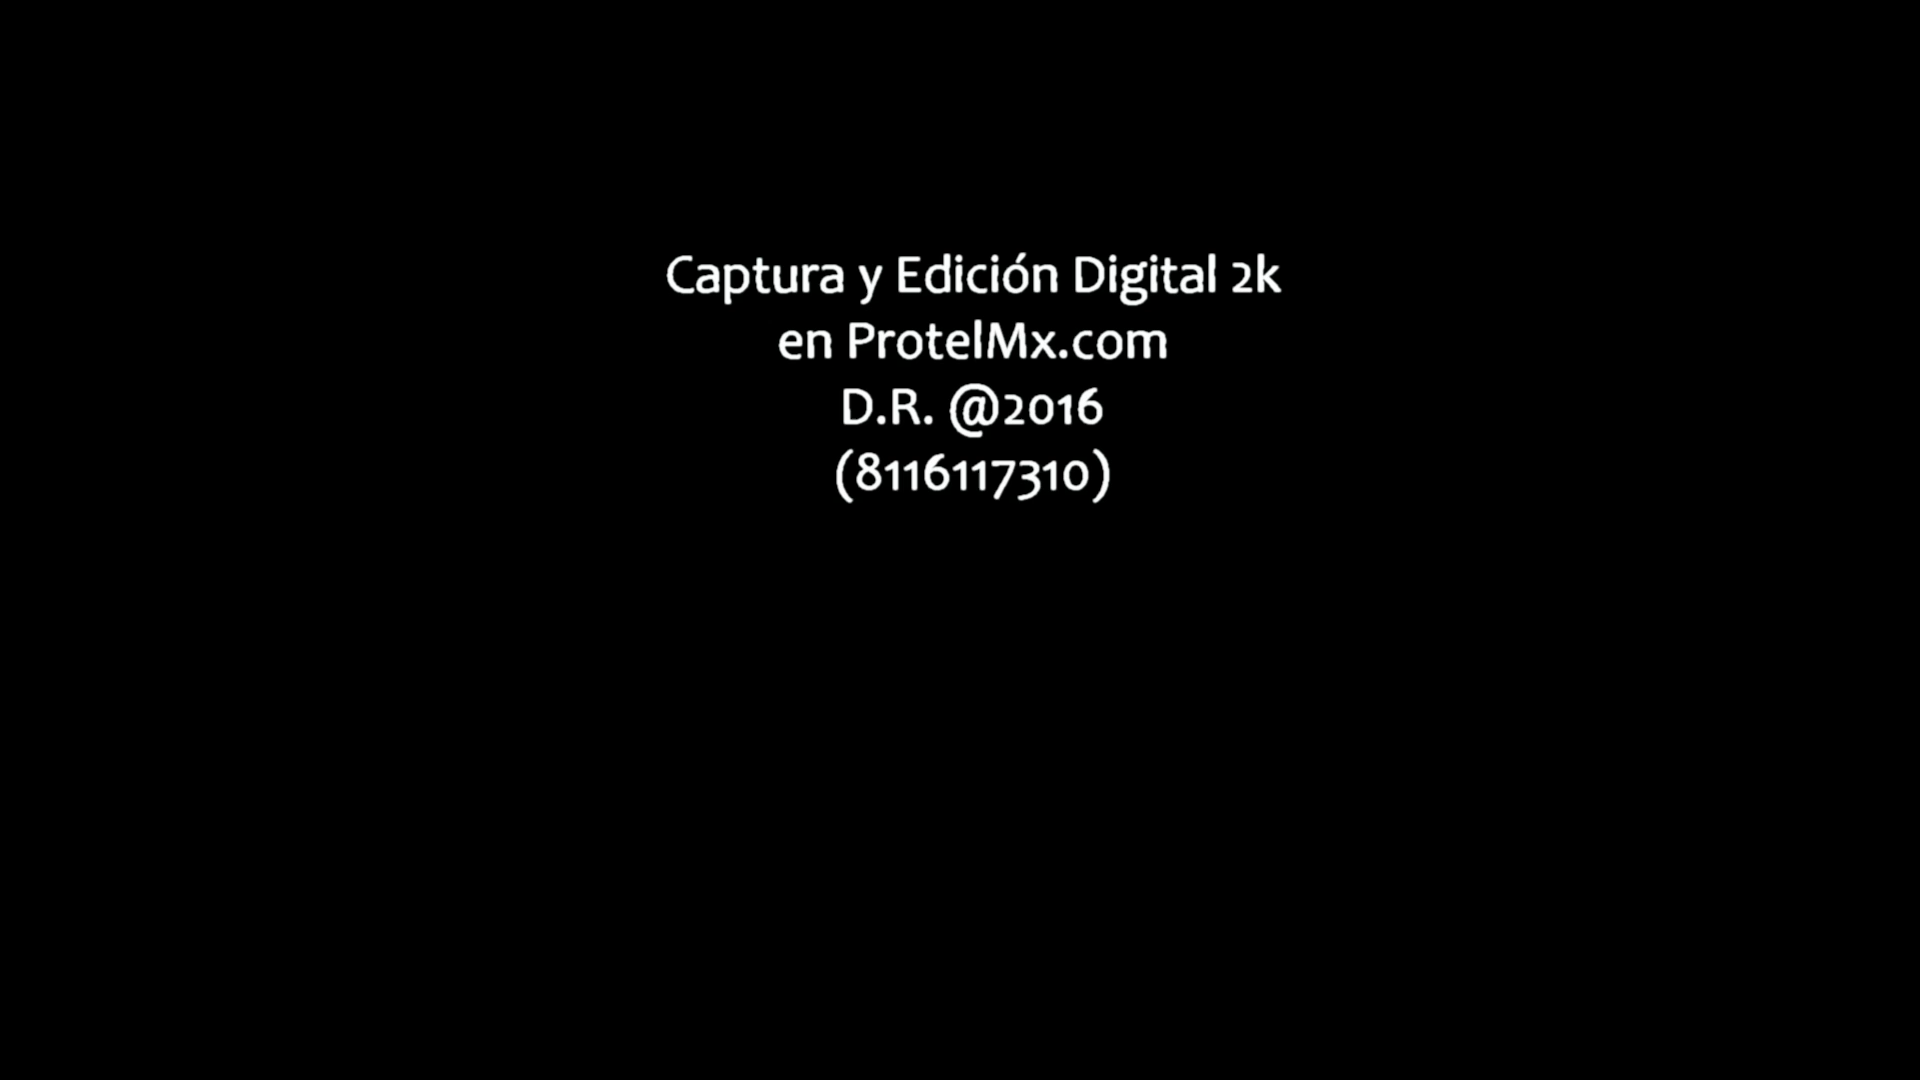 Captura y Edición Digital 2k
en ProtelMx.com
D.R. @2016
(8116117310)